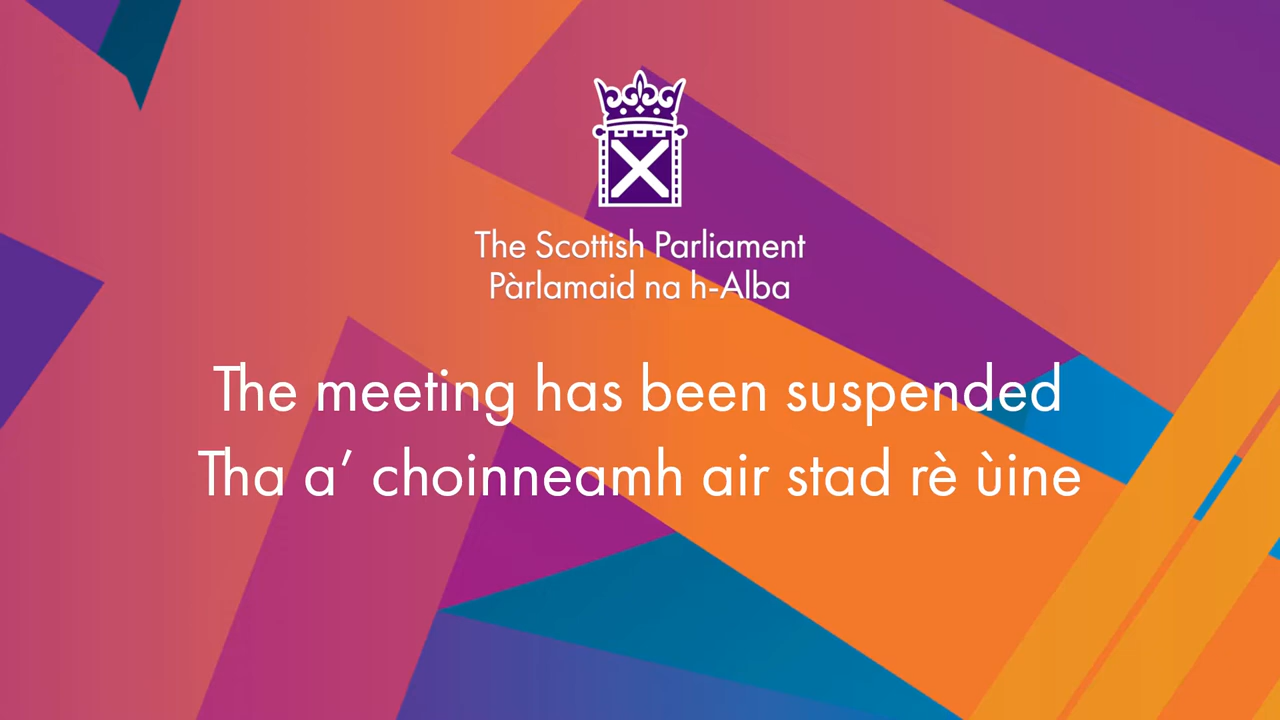 The Scottish Parliament
Pàrlamaid na h-Alba
The meeting has been suspended
Tha a’ choinneamh air stad rè ùine